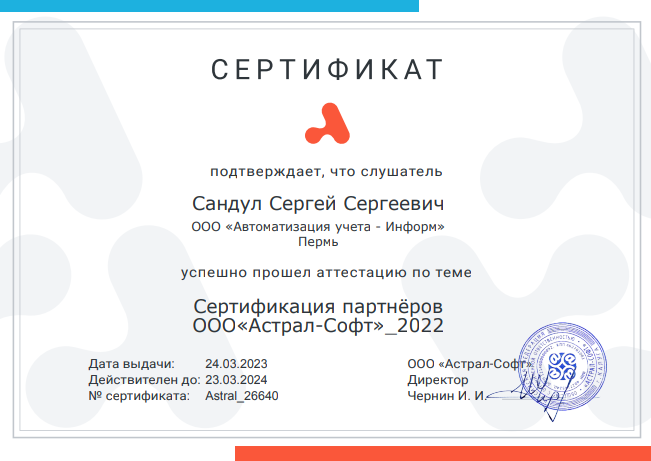 СЕРТИФИКАТ
подтверждает, что слушатель
Сандул Сергей Сергеевич
ООО «Автоматизация учета - Информ»
Пермь
успешно прошел аттестацию по теме
Сертификация партнёров
ООО«Астрал-Софт»_2022
Дата выдачи: 24.03.2023
Действителен до: 23.03.2024
№ сертификата: Astral_26640
ООО «Астрал-Софт»
Директор
Чернин И. И.